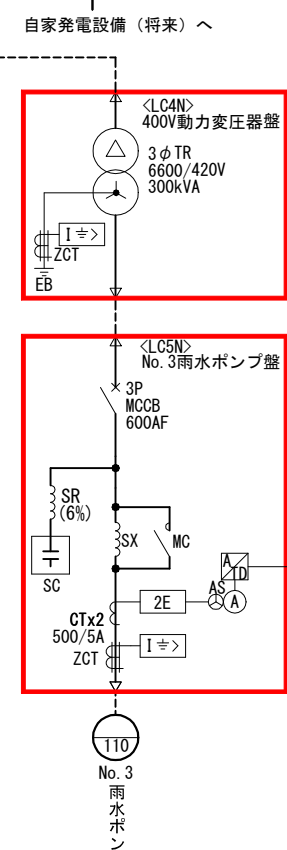 自家発電設備（将来）へ
<LC4N>
400V動力変圧器盤
3φTR
6600/420V
300kVA
I >
ZCT
EB
<LC5N>
No.3雨水ポンプ盤
3P
MCCB
600AF
SR
(6%)
SX
MC
SC
A
TD
AS
2E
A
CTx2
500/5A
I >
ZCT
110
No.3
雨水ポン